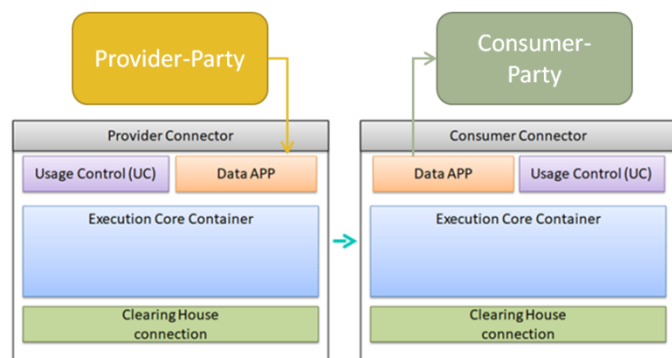 Provider-Party
Consumer-
Party
Provider Connector
Consumer Connector
Usage Control (UC)
Data APP
Data APP
Usage Control (UC)
Execution Core Container
Execution Core Container
Clearing House
connection
Clearing House
connection